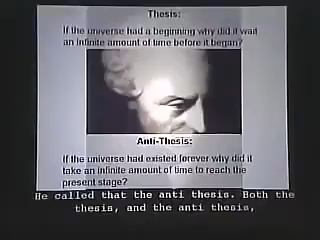 Thesis:
If the universe had a beginning why did it wait
an infinite amount of time before it began?
Anti-Thesis:
If the universe had existed forever why did it
take an infinite amount of time to reach the
present stage?
He called that the anti thesis. Both the
thesis, and the anti thesis,